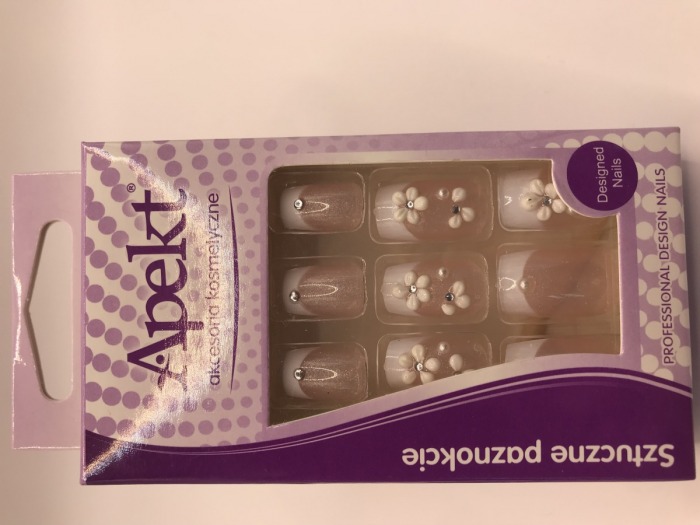 Apekt®
akcesoria kosmetyczne
Designed
Nails
PROFESSIONAL DESIGN NAILS
Sztuczne paznokcie